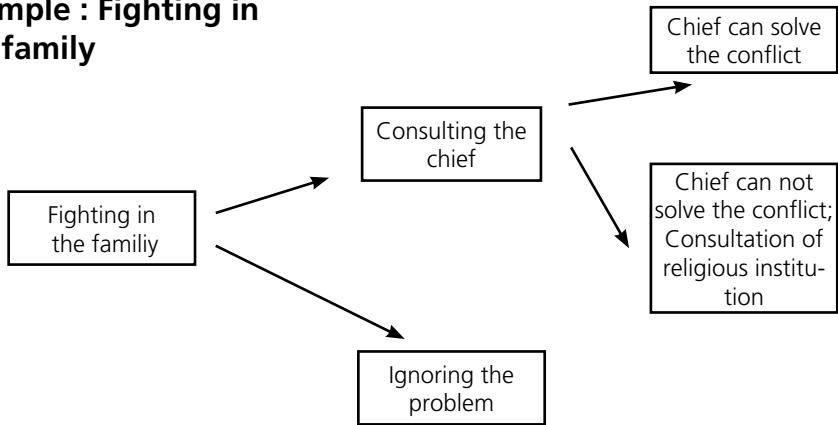 mple : Fighting in
family
Chief can solve
the conflict
Consulting the
chief
Fighting in
the familiy
Chief can not
solve the conflict;
Consultation of
religious institu-
tion
Ignoring the
problem